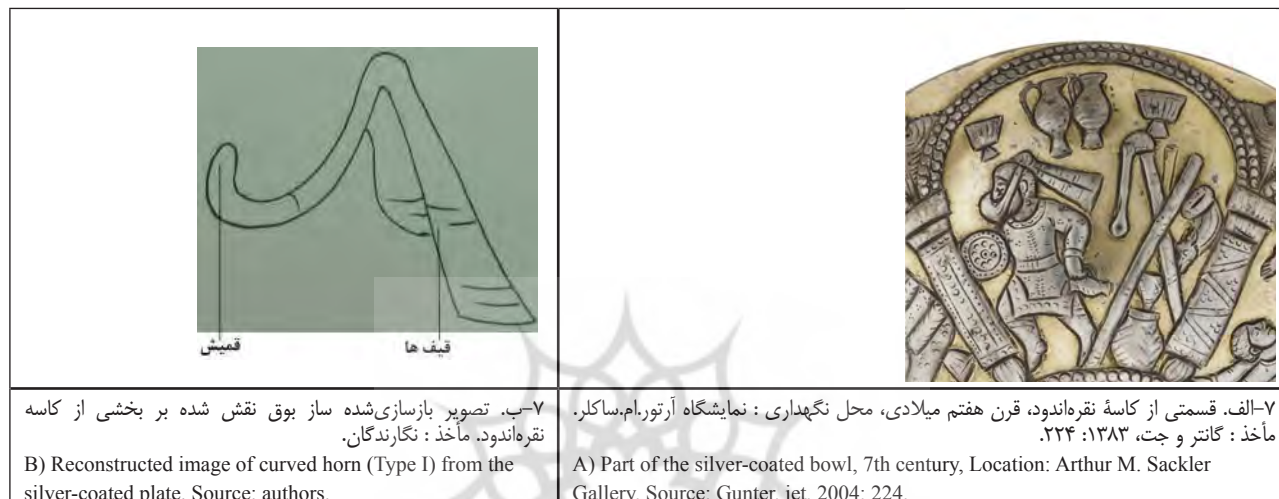 قمیش
قیف ها
۷-الف. قسمتی از کاسهٔ نقره‌اندود، قرن هفتم میلادی، محل نگهداری : نمایشگاه آرتور.ام.ساکلر.
مأخذ : گانتر و جت، ۱۳۸۳: ۲۲۴.
A) Part of the silver-coated bowl, 7th century, Location: Arthur M. Sackler
Gallery. Source: Gunter, jet, 2004: 224.
۷-ب. تصویر بازسازی‌شده ساز بوق نقش شده بر بخشی از کاسه
نقره‌اندود. مأخذ : نگارندگان.
B) Reconstructed image of curved horn (Type I) from the
silver-coated plate. Source: authors.